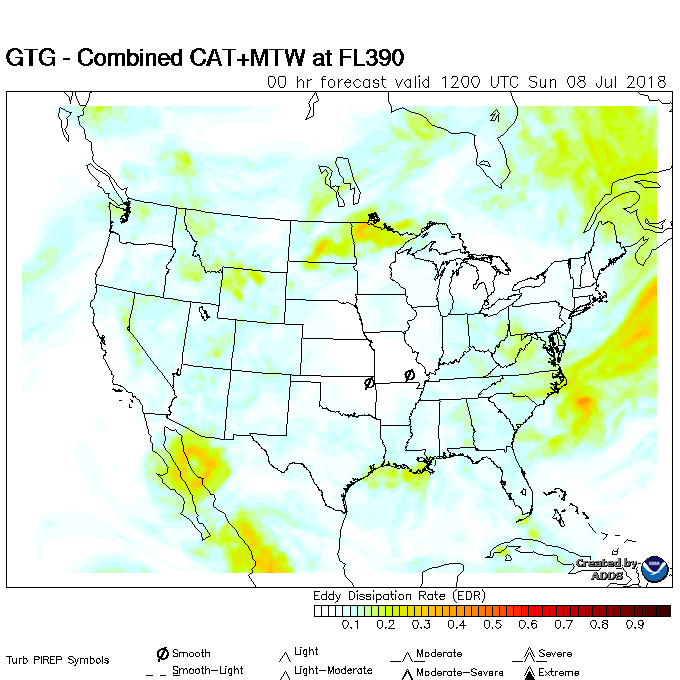 GTG - Combined CAT+MTW at FL390
00 hr forecast valid 1200 UTC Sun 08 Jul 2018
Created by
ADDS
Eddy Dissipation Rate (EDR)
0.1 0.2 0.3 0.4 0.5 0.6 0.7 0.8 0.9
Turb PIREP Symbols
Smooth Light Moderate Severe
Smooth-Light Light-Moderate Moderate-Severe Extreme